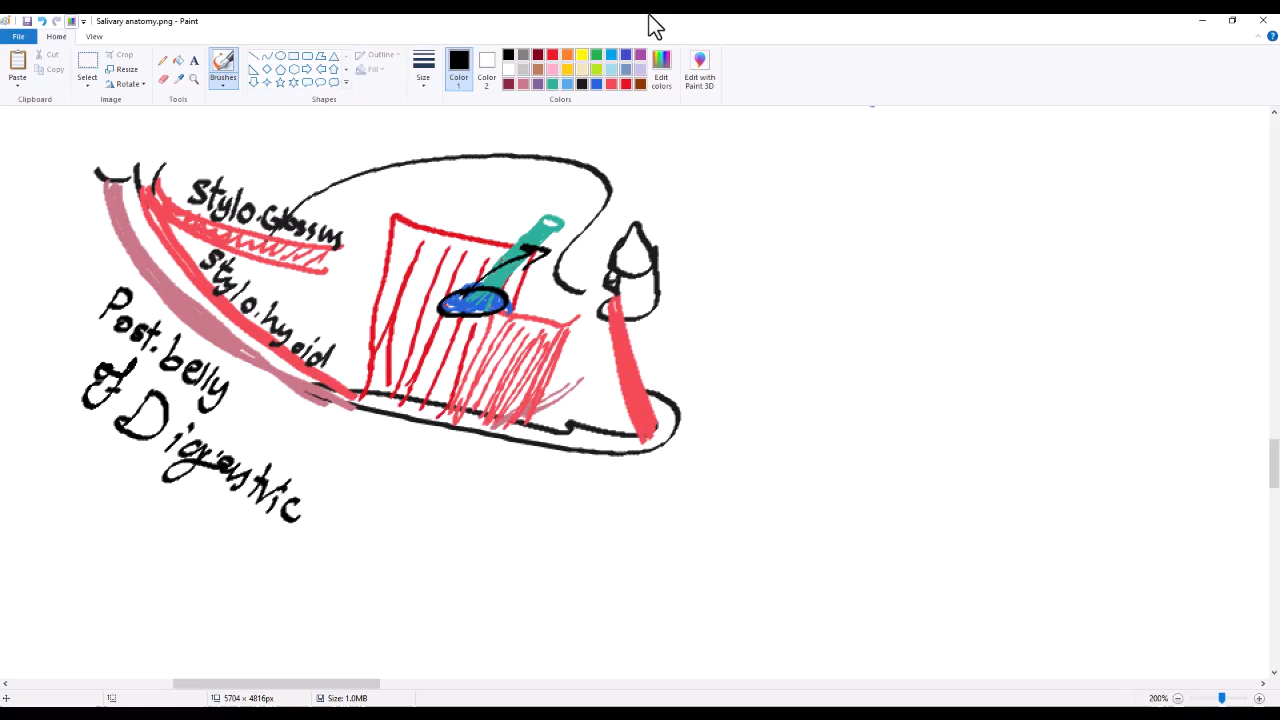 Salivary anatomy.png - Paint
File Home View
Paste
Cut
Copy
Clipboard
Select
Crop
Resize
Rotate
Image
A
Tools
Brushes
Outline
Fill
Shapes
Size
Color 1
Color 2
Edit colors
Edit with Paint 3D
Colors
Stylo.Glossus
Stylo.hyoid
Post.belly
of Digastric
5704 × 4816px
Size: 1.0MB
200%